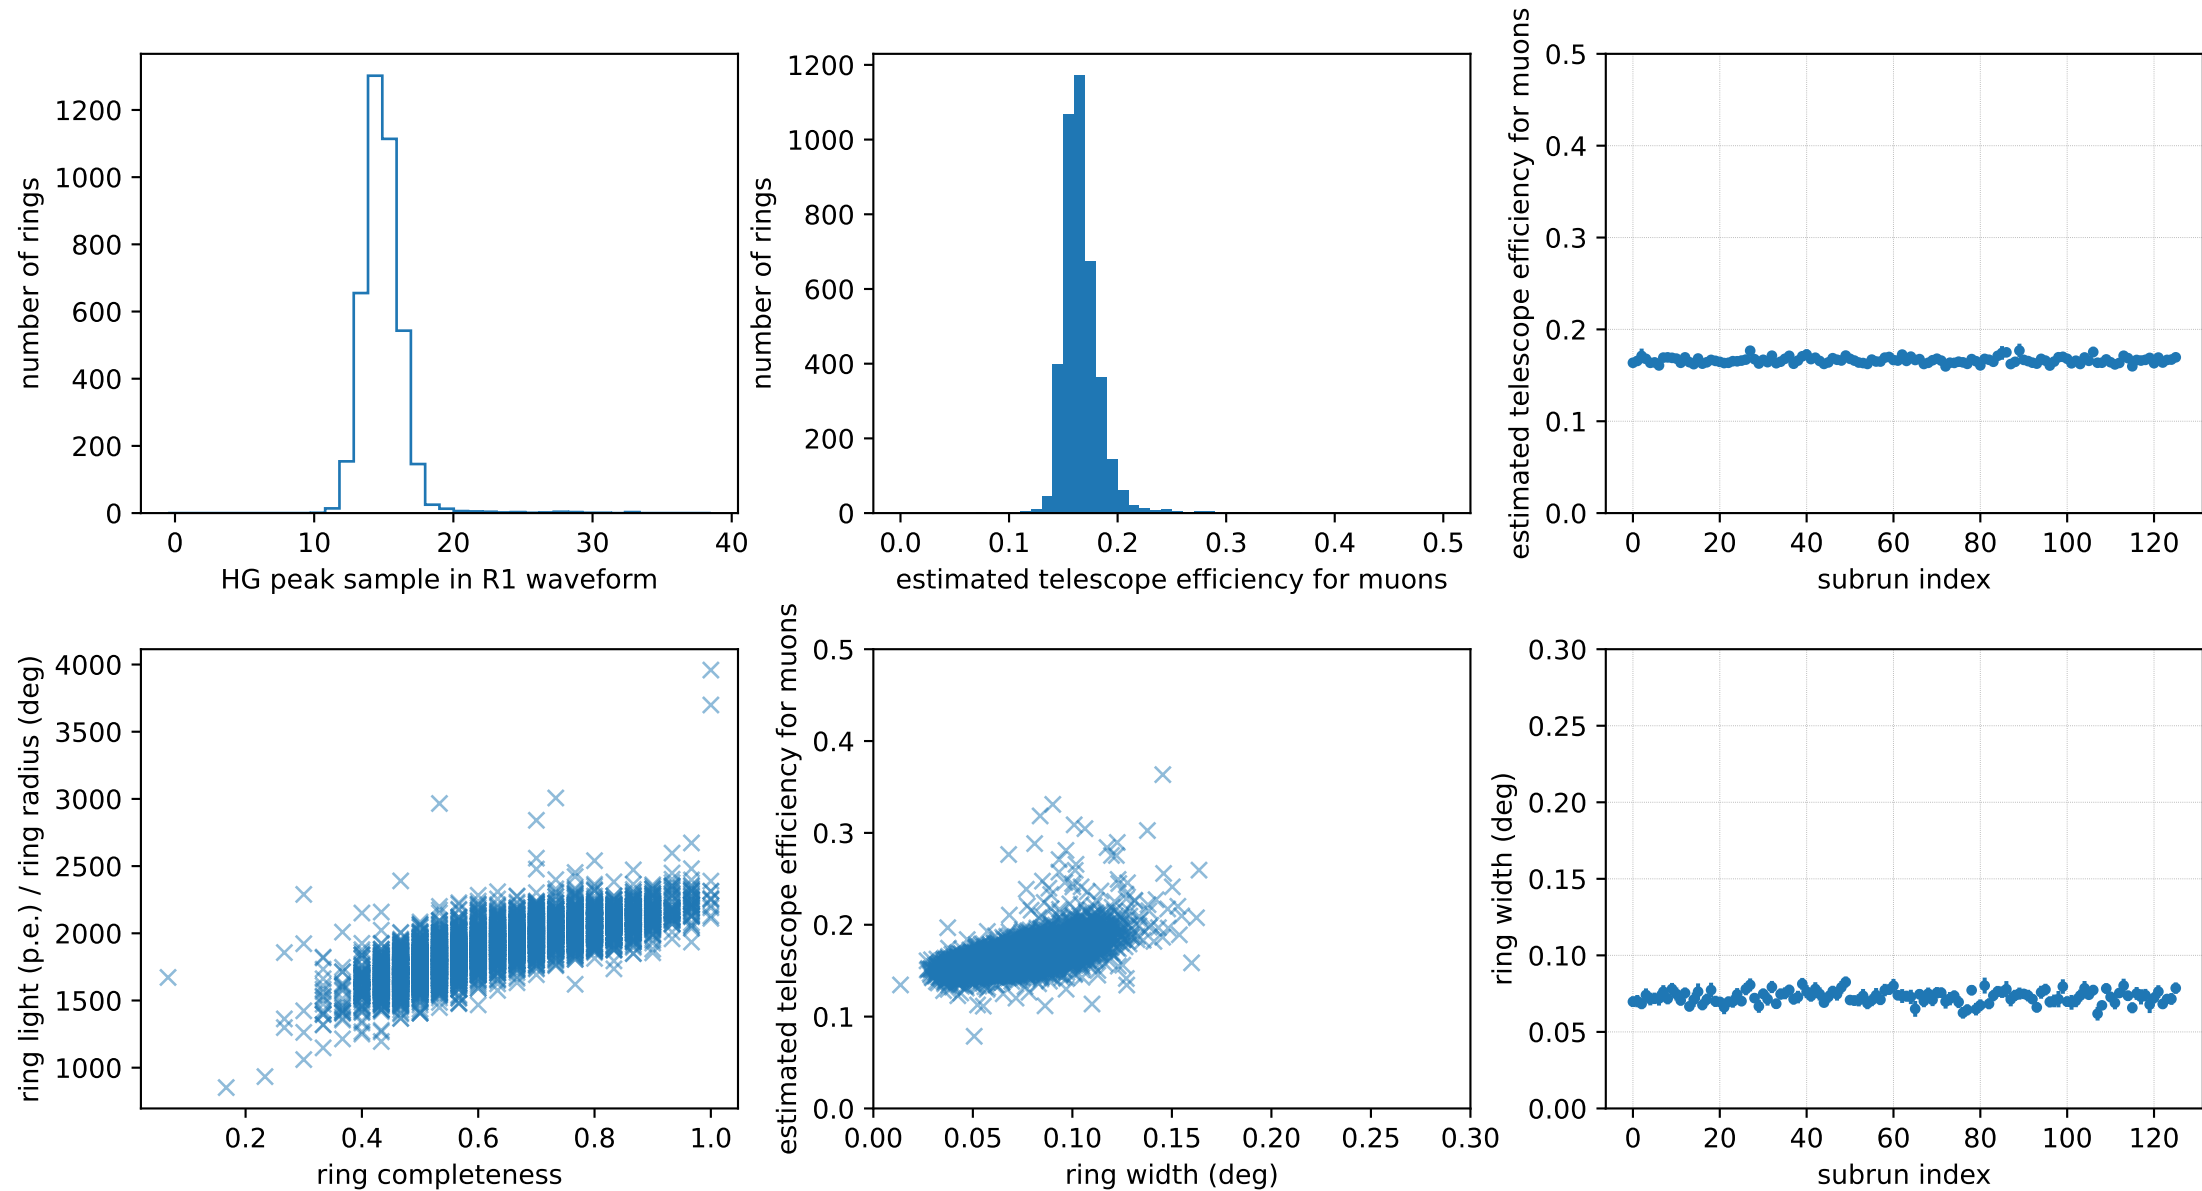 number of rings
1200
1000
800
600
400
200
0
0 10 20 30 40
HG peak sample in R1 waveform
number of rings
1200
1000
800
600
400
200
0
0.0 0.1 0.2 0.3 0.4 0.5
estimated telescope efficiency for muons
estimated telescope efficiency for muons
0.5
0.4
0.3
0.2
0.1
0.0
0 20 40 60 80 100 120
subrun index
ring light (p.e.) / ring radius (deg)
4000
3500
3000
2500
2000
1500
1000
0.2 0.4 0.6 0.8 1.0
ring completeness
estimated telescope efficiency for muons
0.5
0.4
0.3
0.2
0.1
0.0
0.00 0.05 0.10 0.15 0.20 0.25 0.30
ring width (deg)
ring width (deg)
0.30
0.25
0.20
0.15
0.10
0.05
0.00
0 20 40 60 80 100 120
subrun index